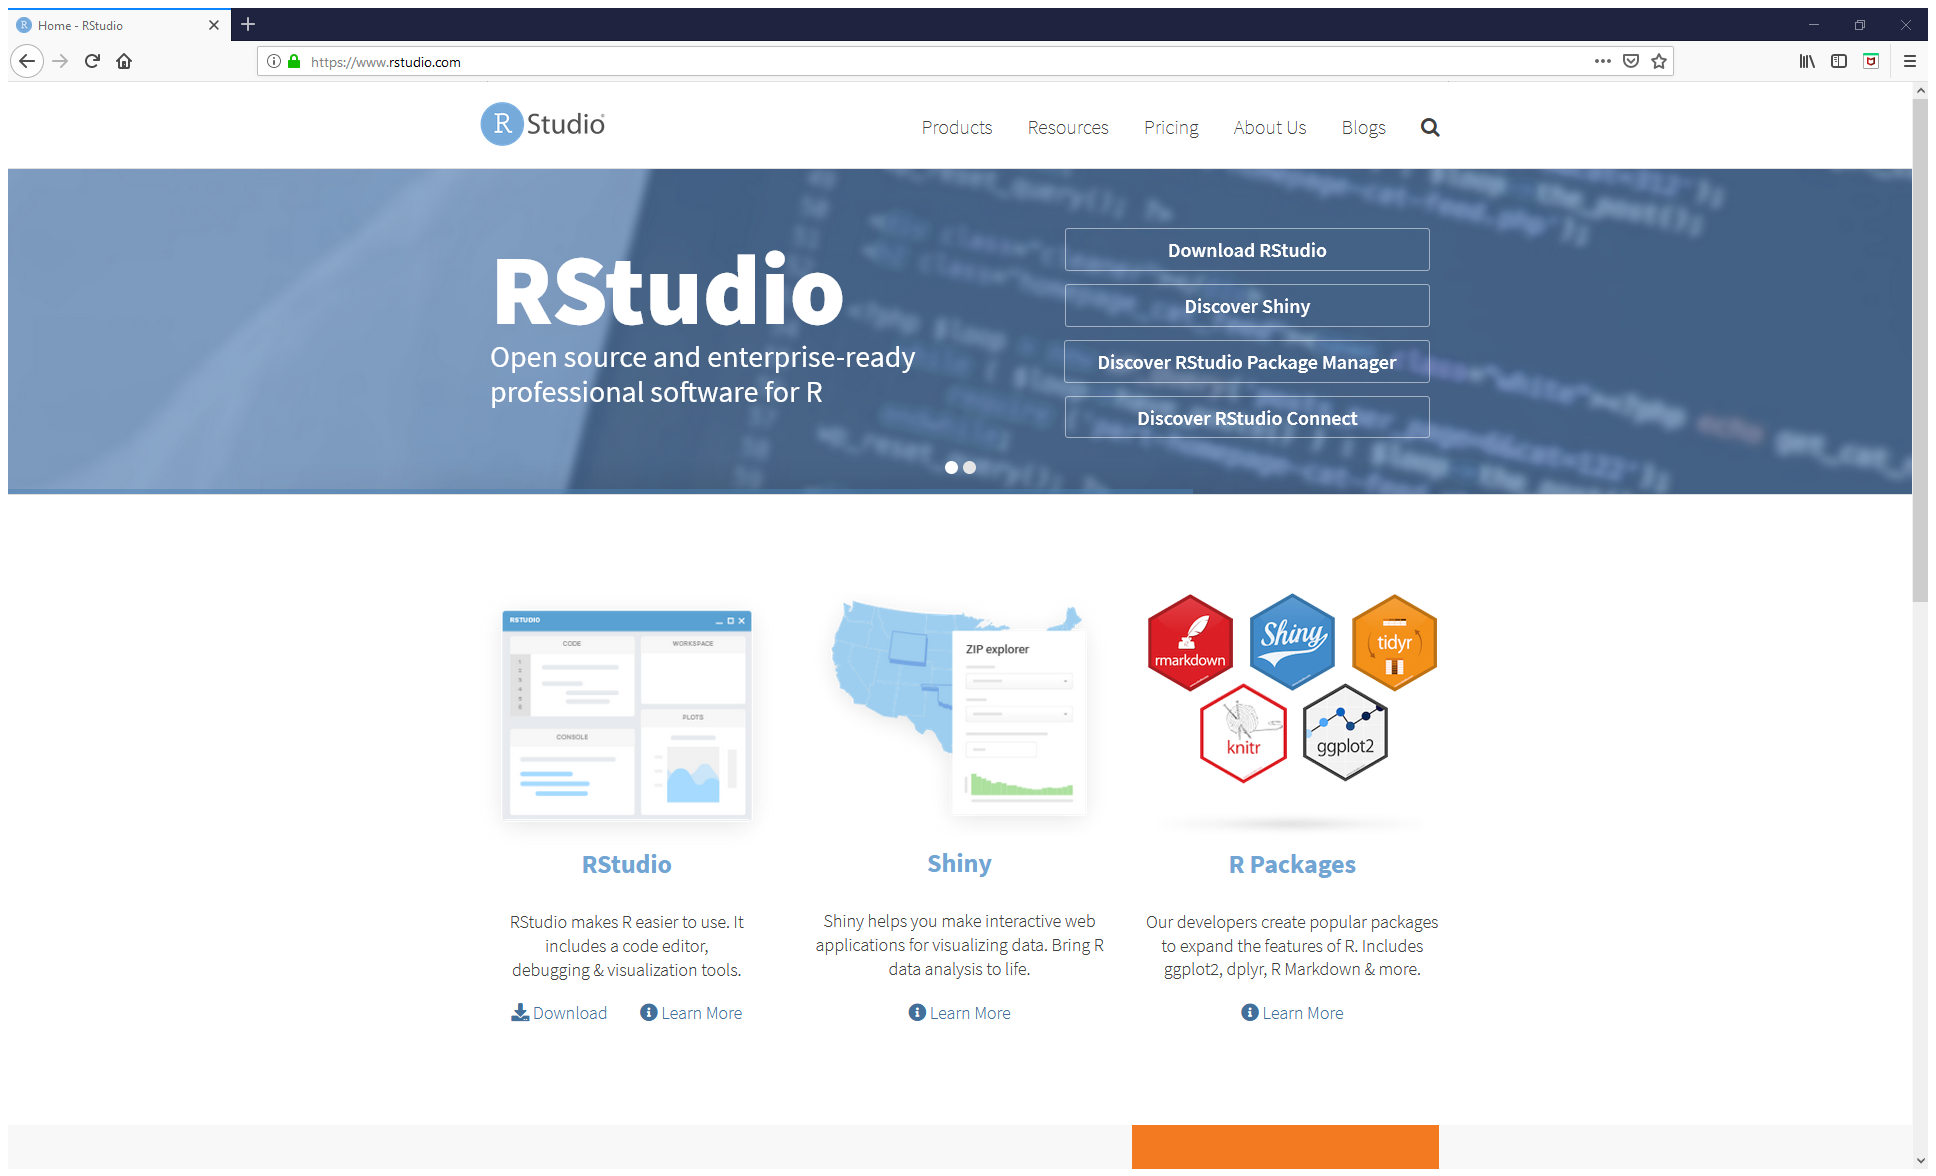 Home - RStudio
https://www.rstudio.com
R Studio
Products Resources Pricing About Us Blogs
RStudio
Open source and enterprise-ready
professional software for R
Download RStudio
Discover Shiny
Discover RStudio Package Manager
Discover RStudio Connect
RSTUDIO
CODE
WORKSPACE
PLOTS
CONSOLE
ZIP explorer
rmarkdown
Shiny
tidyr
knitr
ggplot2
RStudio
RStudio makes R easier to use. It
includes a code editor,
debugging & visualization tools.
Download Learn More
Shiny
Shiny helps you make interactive web
applications for visualizing data. Bring R
data analysis to life.
Learn More
R Packages
Our developers create popular packages
to expand the features of R. Includes
ggplot2, dplyr, R Markdown & more.
Learn More